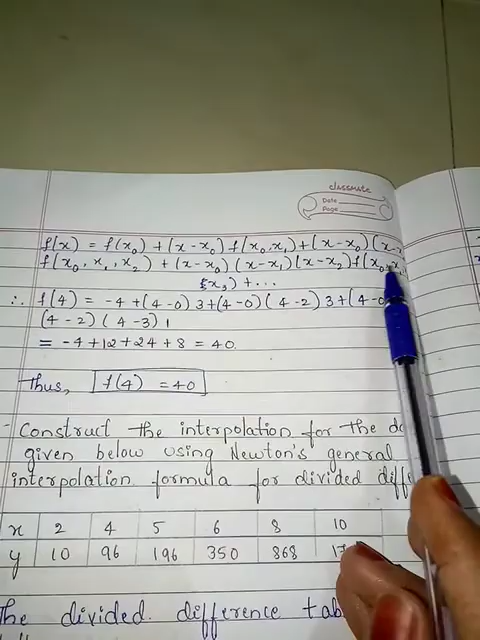 classmate
Date
Page
f(x) = f(x₀) + (x-x₀) f(x₀,x₁) + (x-x₀) (x-x
f(x₀, x₁, x₂) + (x-x₀) (x-x₁) (x-x₂) f(x₀, x₁
x₃) + ...
∴ f(4) = -4 + (4-0) 3 + (4-0) (4-2) 3 + (4-0
(4-2) (4-3) 1
= -4+12+24+8 = 40.
Thus, f(4) = 40
Construct the interpolation for the da
given below using Newton's general
interpolation formula for divided diffe
x 2 4 5 6 8 10
y 10 96 196 350 868 17
The divided difference tab